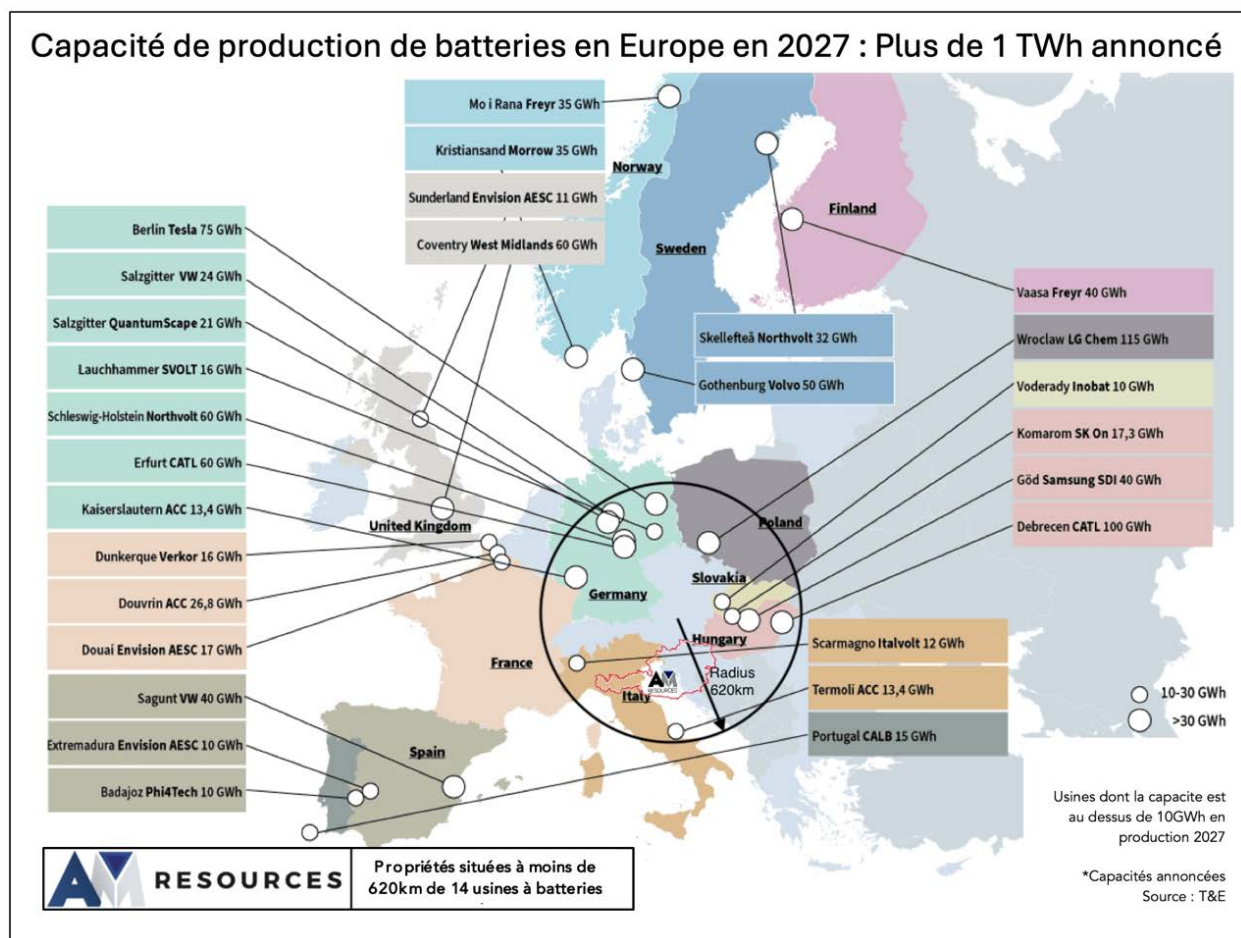 Capacité de production de batteries en Europe en 2027 : Plus de 1 TWh annoncé
Mo i Rana Freyr 35 GWh
Kristiansand Morrow 35 GWh
Sunderland Envision AESC 11 GWh
Coventry West Midlands 60 GWh
Norway
Sweden
Finland
Berlin Tesla 75 GWh
Salzgitter VW 24 GWh
Salzgitter QuantumScape 21 GWh
Lauchhammer SVOLT 16 GWh
Schleswig-Holstein Northvolt 60 GWh
Erfurt CATL 60 GWh
Kaiserslautern ACC 13,4 GWh
Dunkerque Verkor 16 GWh
Douvrin ACC 26,8 GWh
Douai Envision AESC 17 GWh
Sagunt VW 40 GWh
Extremadura Envision AESC 10 GWh
Badajoz Phi4Tech 10 GWh
Skellefteå Northvolt 32 GWh
Gothenburg Volvo 50 GWh
Vaasa Freyr 40 GWh
Wroclaw LG Chem 115 GWh
Voderady Inobat 10 GWh
Komarom SK On 17,3 GWh
Göd Samsung SDI 40 GWh
Debrecen CATL 100 GWh
Scarmagno Italvolt 12 GWh
Termoli ACC 13,4 GWh
Portugal CALB 15 GWh
United Kingdom
Poland
Slovakia
Germany
Hungary
France
Italy
Spain
AM
RESOURCES
Radius
620km
10-30 GWh
>30 GWh
Usines dont la capacite est
au dessus de 10GWh en
production 2027
*Capacités annoncées
Source : T&E
AM RESOURCES
Propriétés situées à moins de
620km de 14 usines à batteries